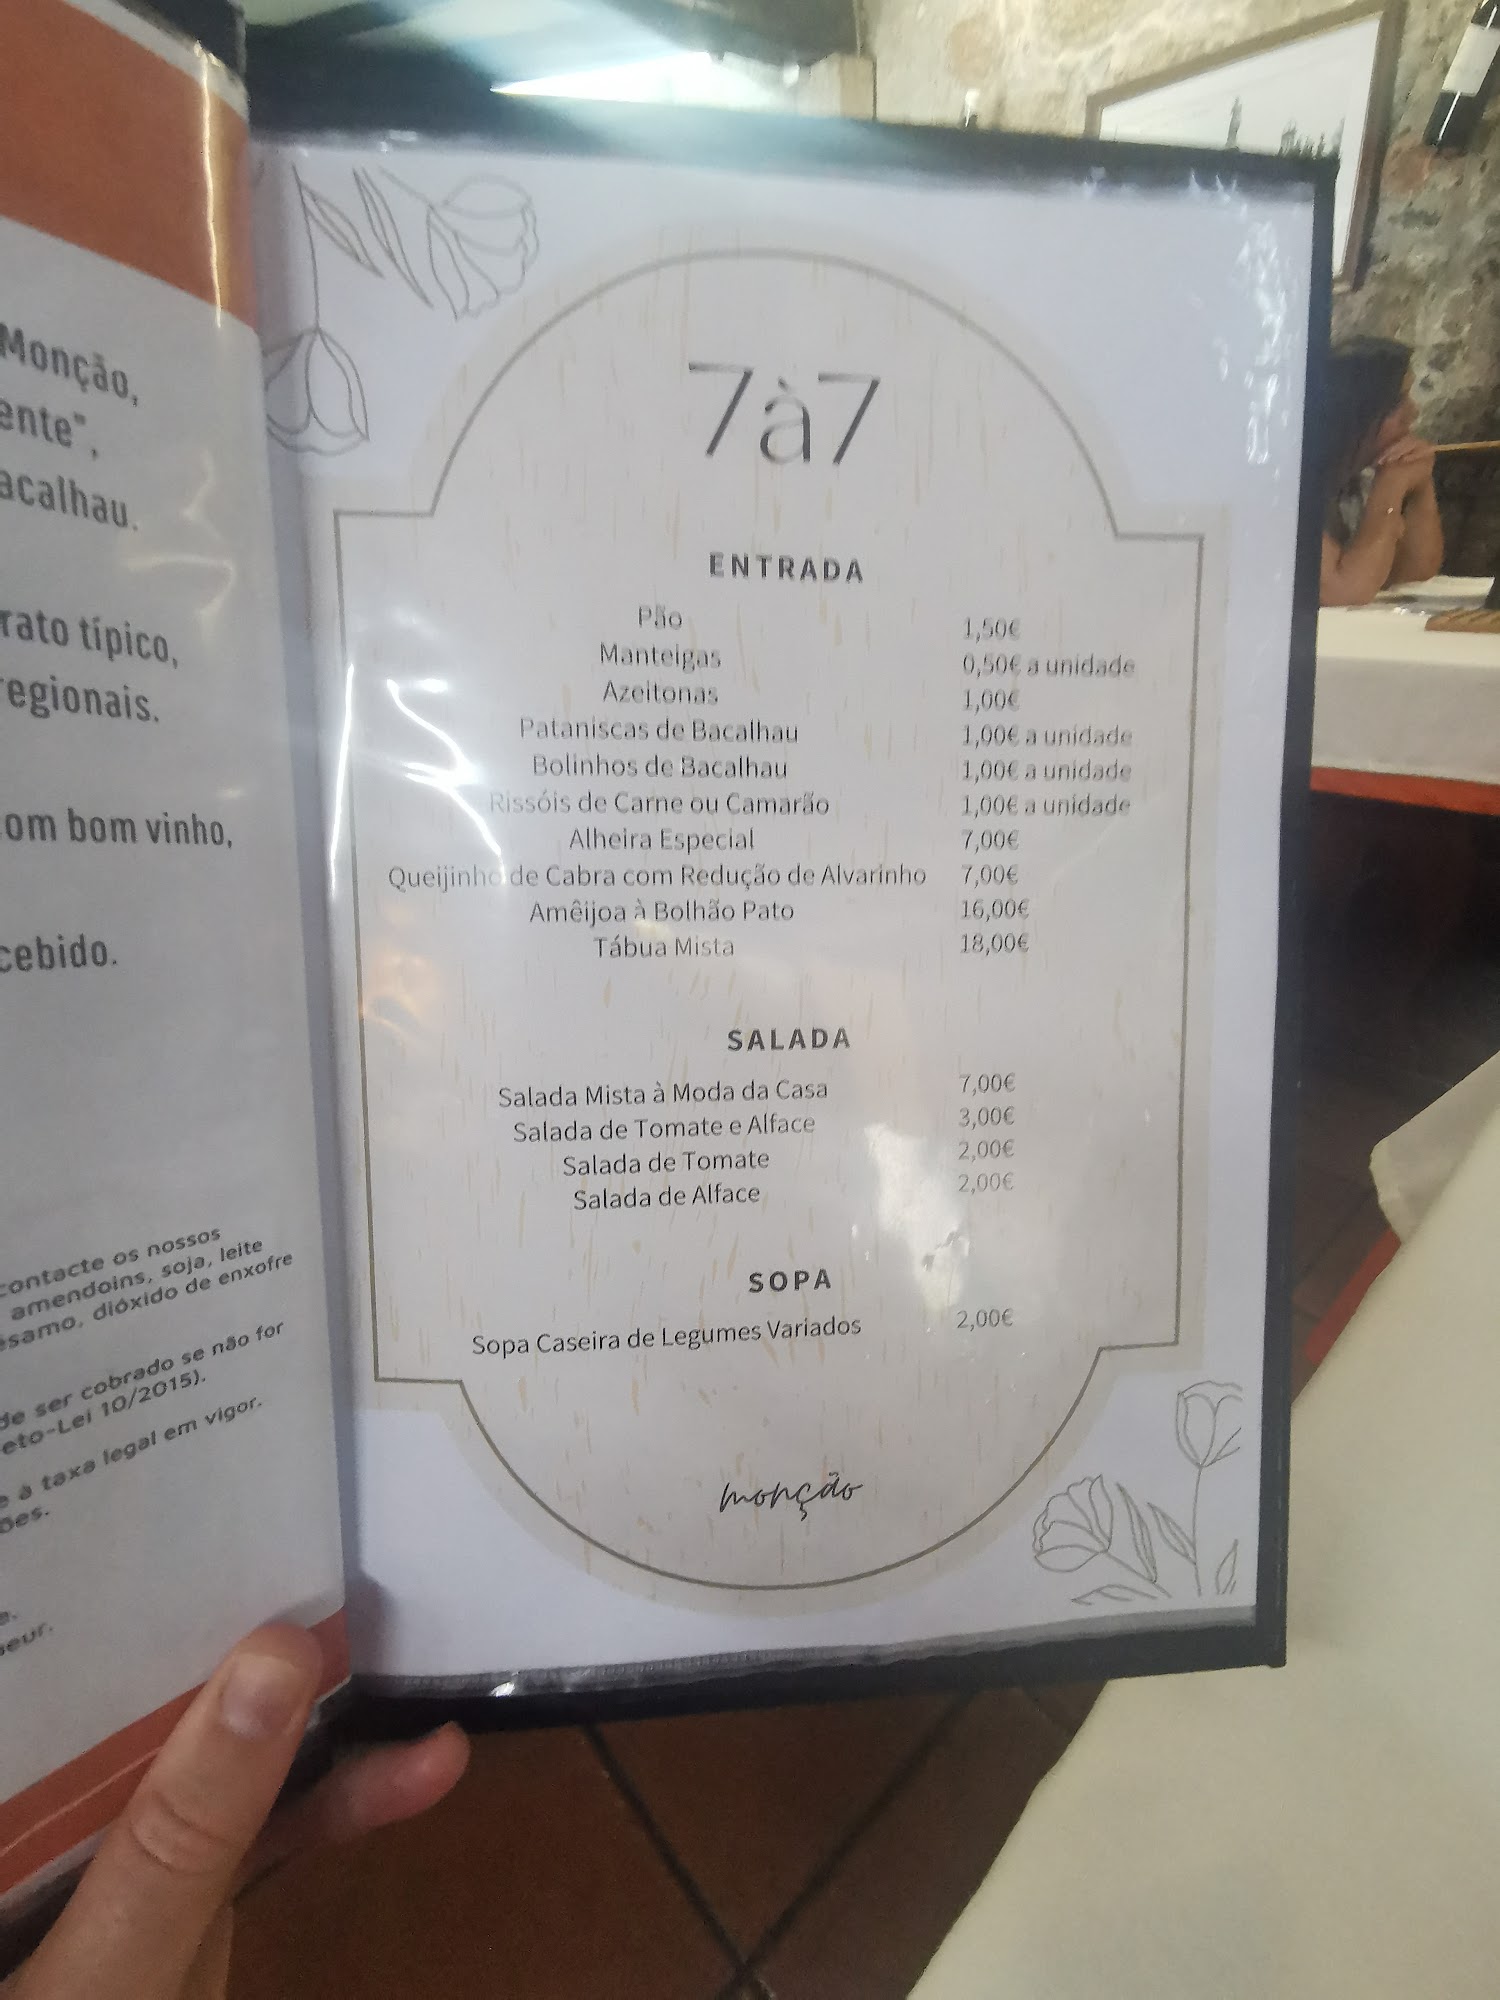 Monção,
ente",
acalhau.
rato típico,
regionais.
om bom vinho,
cebido.
contacte os nossos
amendoins, soja, leite
ésamo, dióxido de enxofre
de ser cobrado se não for
eto-Lei 10/2015).
e à taxa legal em vigor.
ões.
a.
seur.
7à7
ENTRADA
Pão 1,50€
Manteigas 0,50€ a unidade
Azeitonas 1,00€
Pataniscas de Bacalhau 1,00€ a unidade
Bolinhos de Bacalhau 1,00€ a unidade
Rissóis de Carne ou Camarão 1,00€ a unidade
Alheira Especial 7,00€
Queijinho de Cabra com Redução de Alvarinho 7,00€
Amêijoa à Bolhão Pato 16,00€
Tábua Mista 18,00€
SALADA
Salada Mista à Moda da Casa 7,00€
Salada de Tomate e Alface 3,00€
Salada de Tomate 2,00€
Salada de Alface 2,00€
SOPA
Sopa Caseira de Legumes Variados 2,00€
monção